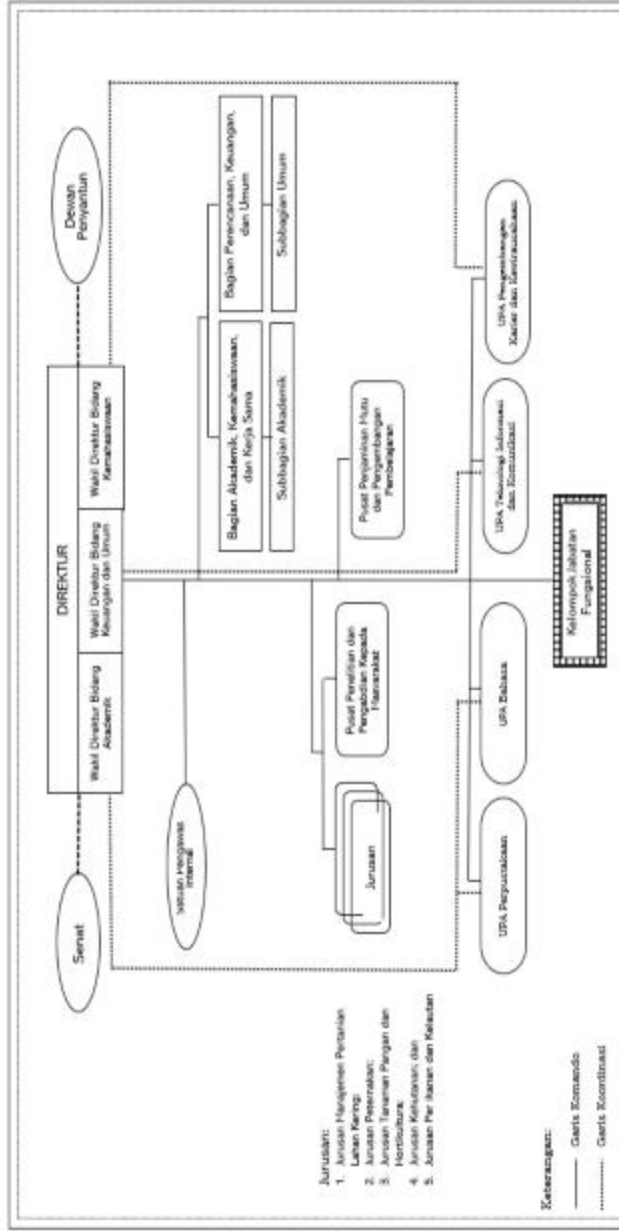 Senat
DIREKTUR
Dewan
Penyantun
Wakil Direktur Bidang
Akademik
Wakil Direktur Bidang
Keuangan dan Umum
Wakil Direktur Bidang
Kemahasiswaan
Satuan Pengawas
Internal
Bagian Akademik, Kemahasiswaan,
dan Kerja Sama
Subbagian Akademik
Bagian Perencanaan, Keuangan,
dan Umum
Subbagian Umum
Jurusan
Pusat Penelitian dan
Pengabdian Kepada
Masyarakat
Pusat Penjaminan Mutu
dan Pengembangan
Pembelajaran
Jurusan:
1. Jurusan Manajemen Pertanian
Lahan Kering;
2. Jurusan Peternakan;
3. Jurusan Tanaman Pangan dan
Hortikultura;
4. Jurusan Kehutanan; dan
5. Jurusan Perikanan dan Kelautan
UPA Perpustakaan
UPA Bahasa
UPA Teknologi Informasi
dan Komunikasi
UPA Pengembangan
Karier dan Kewirausahaan
Kelompok Jabatan
Fungsional
Keterangan:
Garis Komando
Garis Koordinasi